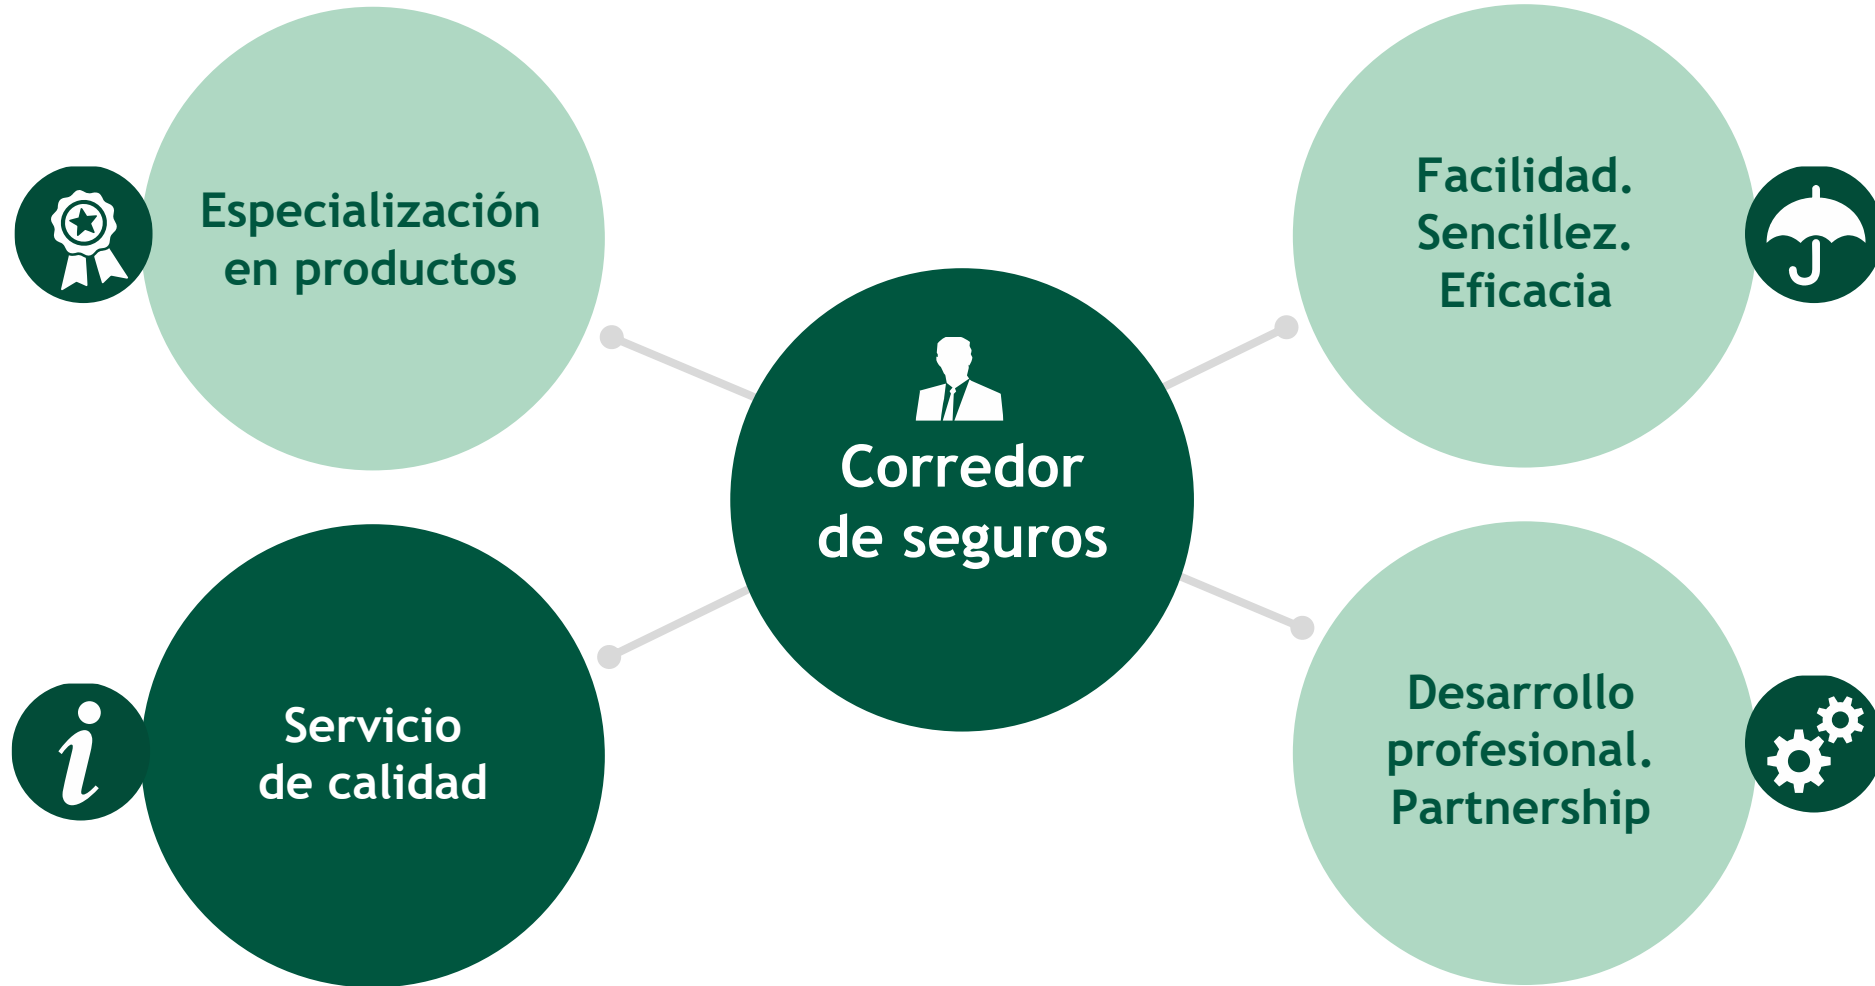 Especialización
en productos
Facilidad.
Sencillez.
Eficacia
Corredor
de seguros
Servicio
de calidad
Desarrollo
profesional.
Partnership